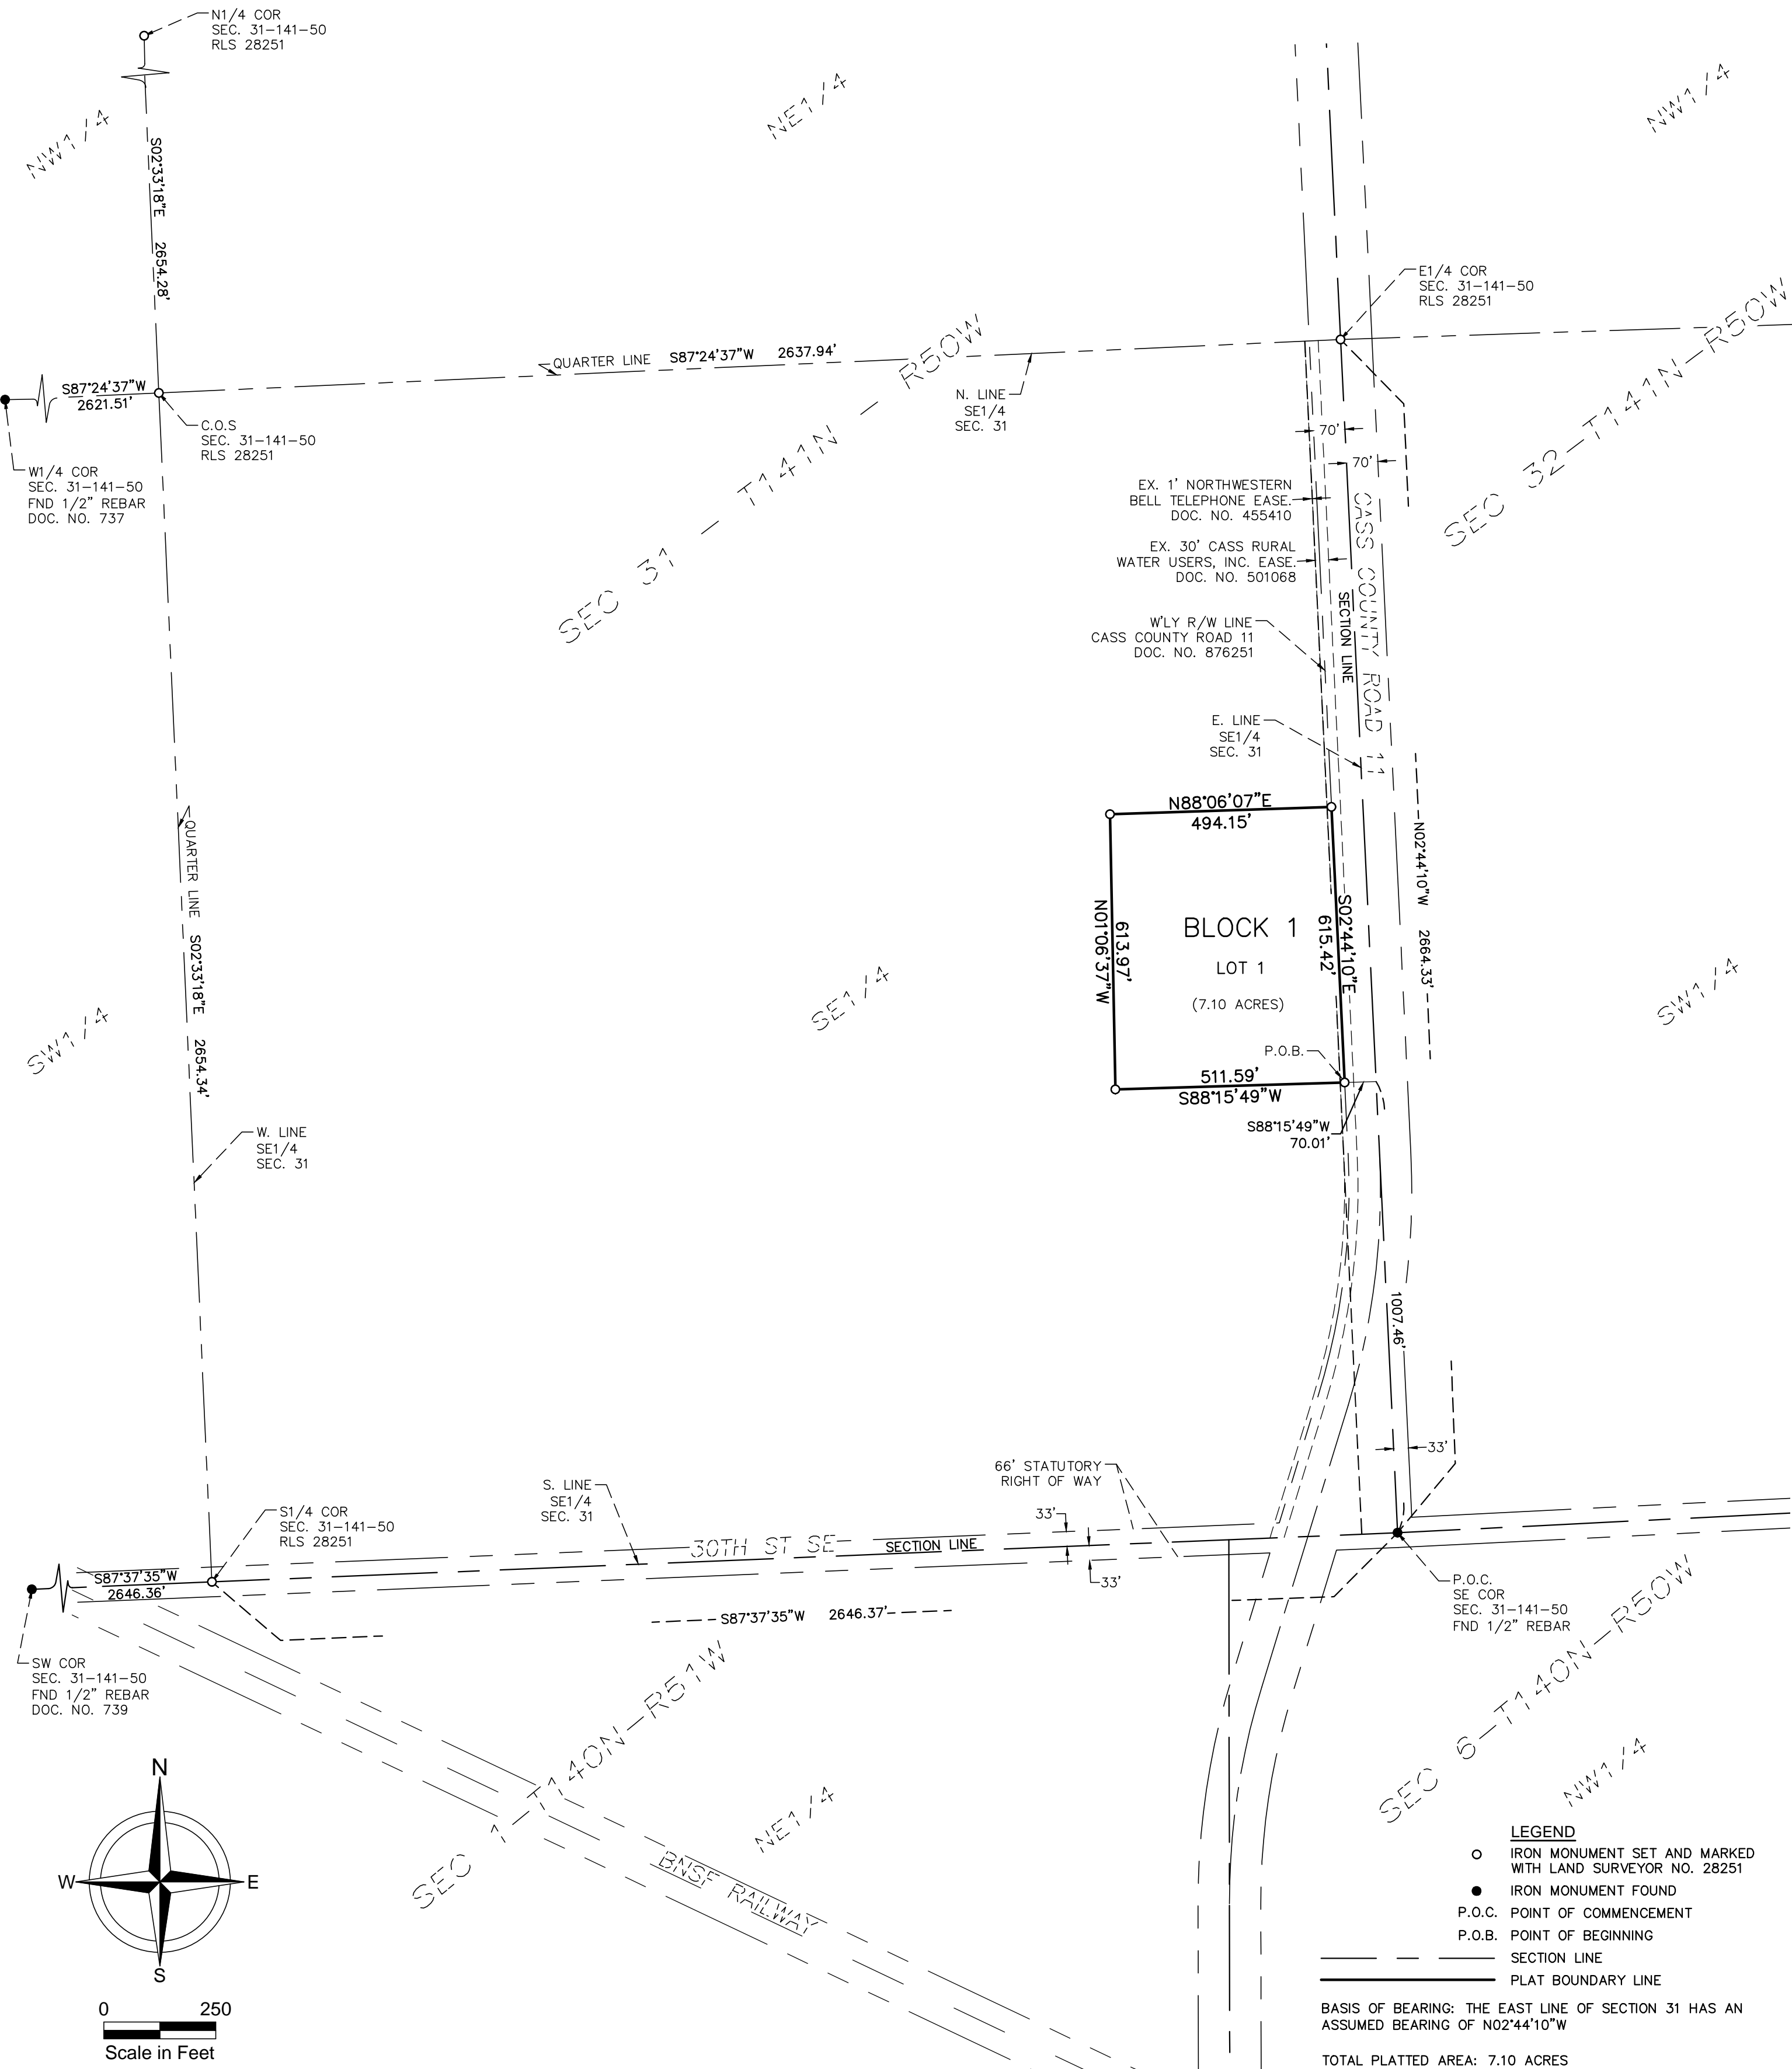 N1/4 COR
SEC. 31-141-50
RLS 28251
NW1/4
NE1/4
NW1/4
S02°33'18"E 2654.28'
E1/4 COR
SEC. 31-141-50
RLS 28251
QUARTER LINE S87°24'37"W 2637.94'
S87°24'37"W
2621.51'
N. LINE
SE1/4
SEC. 31
C.O.S
SEC. 31-141-50
RLS 28251
W1/4 COR
SEC. 31-141-50
FND 1/2" REBAR
DOC. NO. 737
SEC 31 - T141N - R50W
SEC 32-T141N-R50W
70'
70'
EX. 1' NORTHWESTERN
BELL TELEPHONE EASE.
DOC. NO. 455410
EX. 30' CASS RURAL
WATER USERS, INC. EASE.
DOC. NO. 501068
CASS COUNTY ROAD 11
SECTION LINE
W'LY R/W LINE
CASS COUNTY ROAD 11
DOC. NO. 876251
E. LINE
SE1/4
SEC. 31
N88°06'07"E
494.15'
N02°44'10"W 2664.33'
QUARTER LINE S02°33'18"E 2654.34'
N01°06'37"W
613.97'
BLOCK 1
LOT 1
(7.10 ACRES)
615.42'
S02°44'10"E
SW1/4
SE1/4
SW1/4
P.O.B.
511.59'
S88°15'49"W
S88°15'49"W
70.01'
W. LINE
SE1/4
SEC. 31
1007.46'
33'
66' STATUTORY
RIGHT OF WAY
S. LINE
SE1/4
SEC. 31
S1/4 COR
SEC. 31-141-50
RLS 28251
30TH ST SE
SECTION LINE
33'
33'
S87°37'35"W
2646.36'
S87°37'35"W 2646.37'
P.O.C.
SE COR
SEC. 31-141-50
FND 1/2" REBAR
SW COR
SEC. 31-141-50
FND 1/2" REBAR
DOC. NO. 739
SEC 1-T140N-R51W
SEC 6-T140N-R50W
NE1/4
NW1/4
BNSF RAILWAY
N
W
E
S
0 250
Scale in Feet
LEGEND
IRON MONUMENT SET AND MARKED
WITH LAND SURVEYOR NO. 28251
IRON MONUMENT FOUND
P.O.C. POINT OF COMMENCEMENT
P.O.B. POINT OF BEGINNING
SECTION LINE
PLAT BOUNDARY LINE
BASIS OF BEARING: THE EAST LINE OF SECTION 31 HAS AN
ASSUMED BEARING OF N02°44'10"W
TOTAL PLATTED AREA: 7.10 ACRES